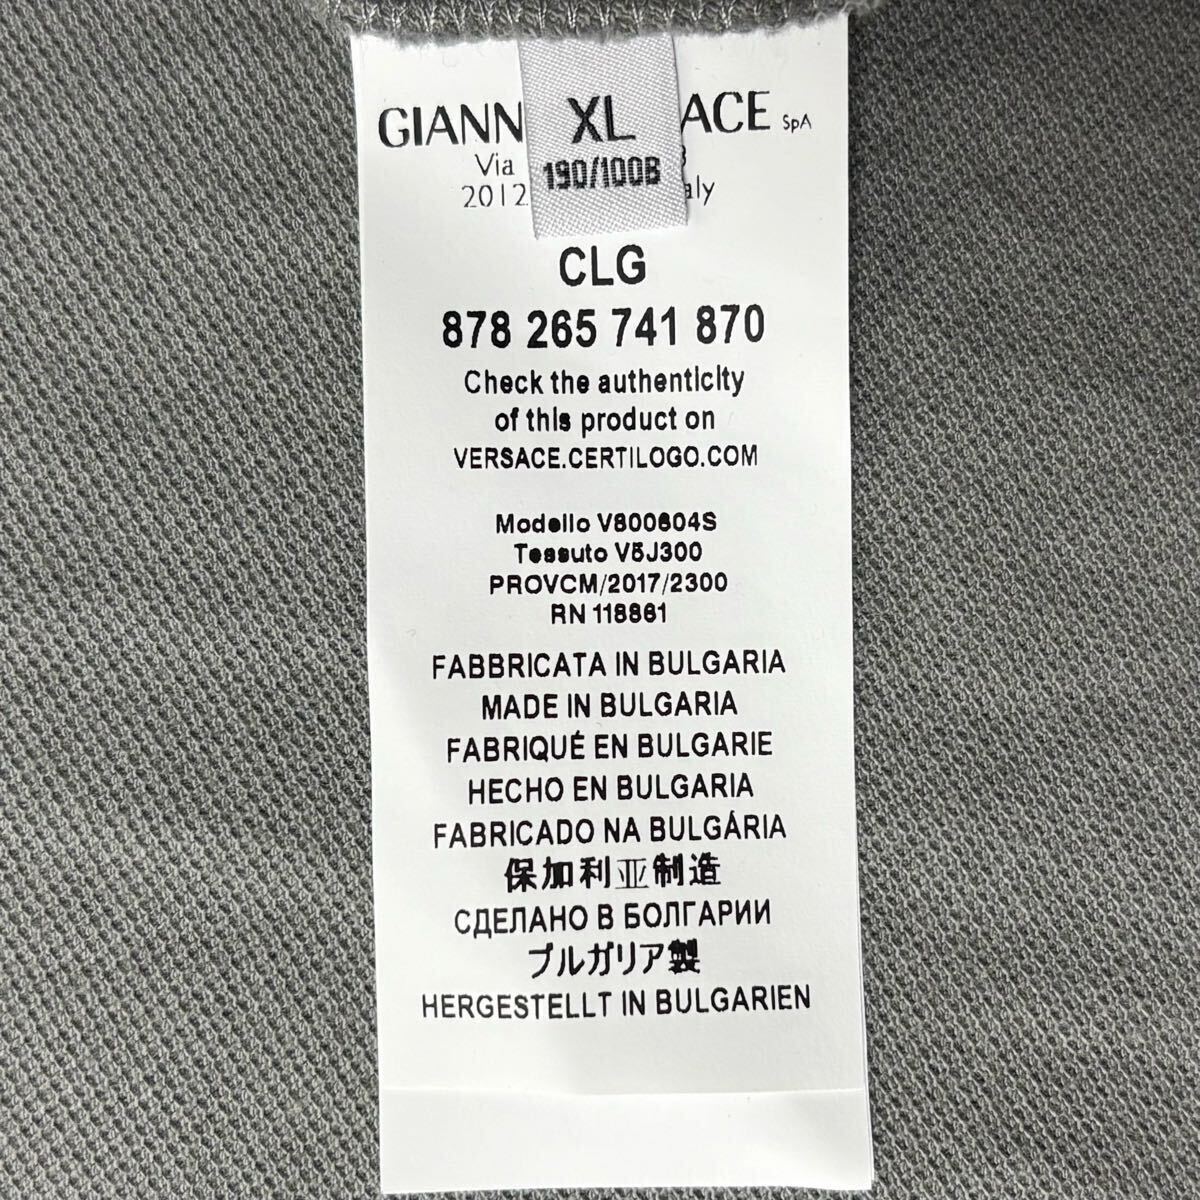 GIANN XL ACE SpA
Via 190/100B
2012 aly
CLG
878 265 741 870
Check the authenticity
of this product on
VERSACE.CERTILOGO.COM
Modello V800604S
Tessuto V5J300
PROVCM/2017/2300
RN 118861
FABBRICATA IN BULGARIA
MADE IN BULGARIA
FABRIQUÉ EN BULGARIE
HECHO EN BULGARIA
FABRICADO NA BULGÁRIA
保加利亚制造
СДЕЛАНО В БОЛГАРИИ
ブルガリア製
HERGESTELLT IN BULGARIEN